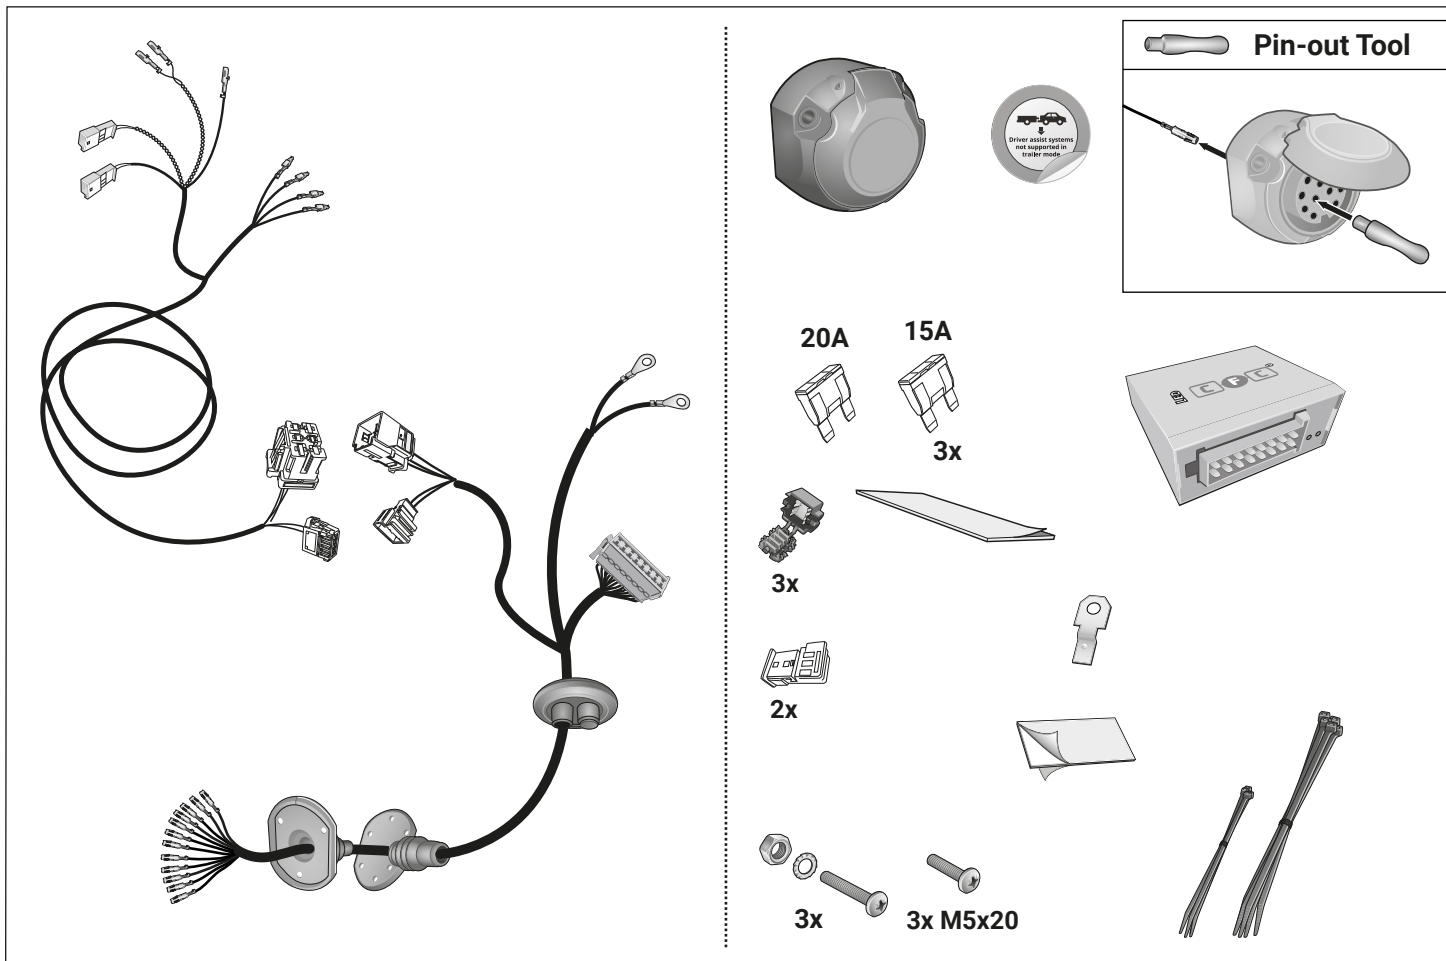 Pin-out Tool
Driver assist systems
not supported in
trailer mode
20A
15A
3x
CFC
3x
2x
3x
3x M5x20